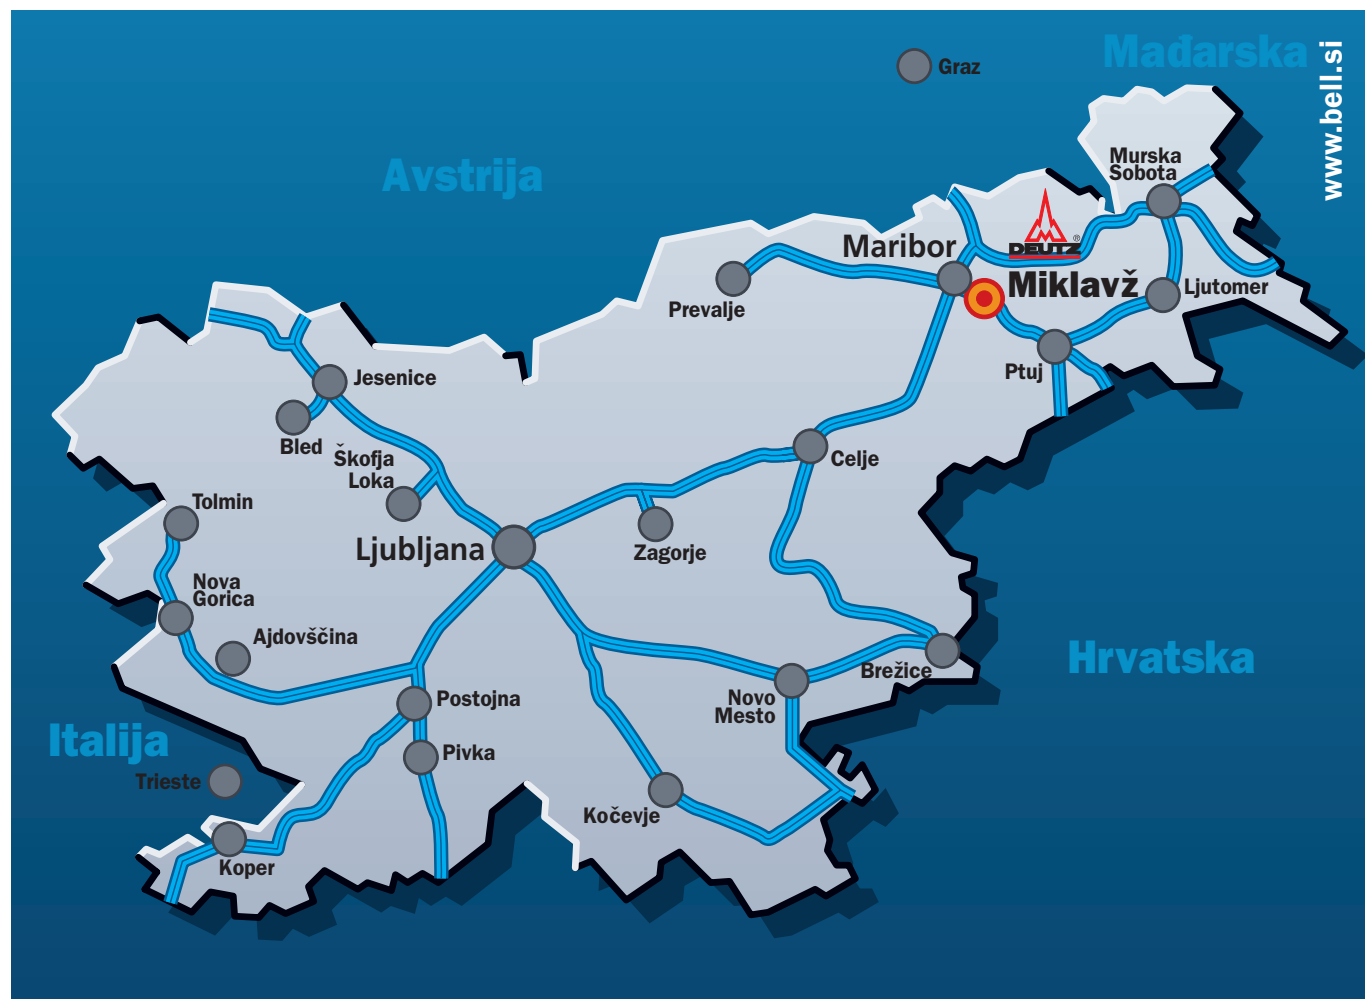 Mađarska
www.bell.si
Graz
Avstrija
Murska
Sobota
DEUTZ®
Maribor
Miklavž
Ljutomer
Prevalje
Ptuj
Jesenice
Bled
Škofja
Loka
Celje
Tolmin
Ljubljana
Zagorje
Nova
Gorica
Ajdovščina
Hrvatska
Brežice
Novo
Mesto
Postojna
Pivka
Italija
Trieste
Kočevje
Koper